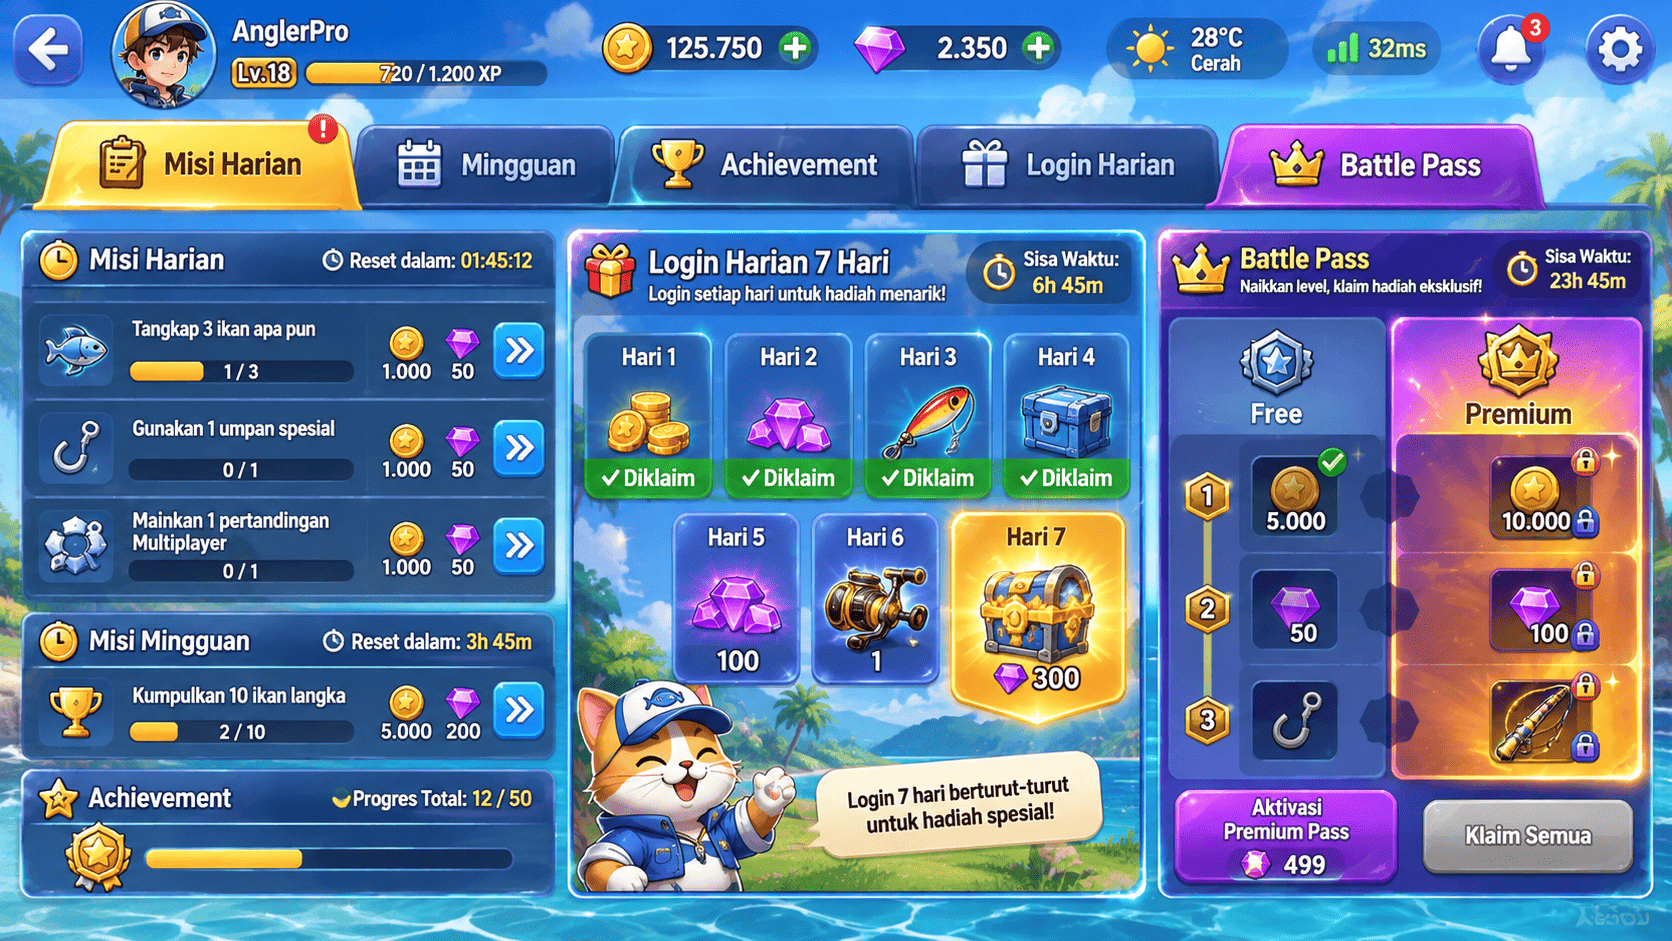 AnglerPro
Lv.18
720 / 1.200 XP
125.750
2.350
28°C
Cerah
32ms
3
Misi Harian
!
Mingguan
Achievement
Login Harian
Battle Pass
Misi Harian
Reset dalam: 01:45:12
Tangkap 3 ikan apa pun
1 / 3
1.000
50
Gunakan 1 umpan spesial
0 / 1
1.000
50
Mainkan 1 pertandingan
Multiplayer
0 / 1
1.000
50
Misi Mingguan
Reset dalam: 3h 45m
Kumpulkan 10 ikan langka
2 / 10
5.000
200
Achievement
Progres Total: 12 / 50
Login Harian 7 Hari
Login setiap hari untuk hadiah menarik!
Sisa Waktu:
6h 45m
Hari 1
Diklaim
Hari 2
Diklaim
Hari 3
Diklaim
Hari 4
Diklaim
Hari 5
100
Hari 6
1
Hari 7
300
Login 7 hari berturut-turut
untuk hadiah spesial!
Battle Pass
Naikkan level, klaim hadiah eksklusif!
Sisa Waktu:
23h 45m
Free
Premium
1
5.000
10.000
2
50
100
3
Aktivasi
Premium Pass
499
Klaim Semua